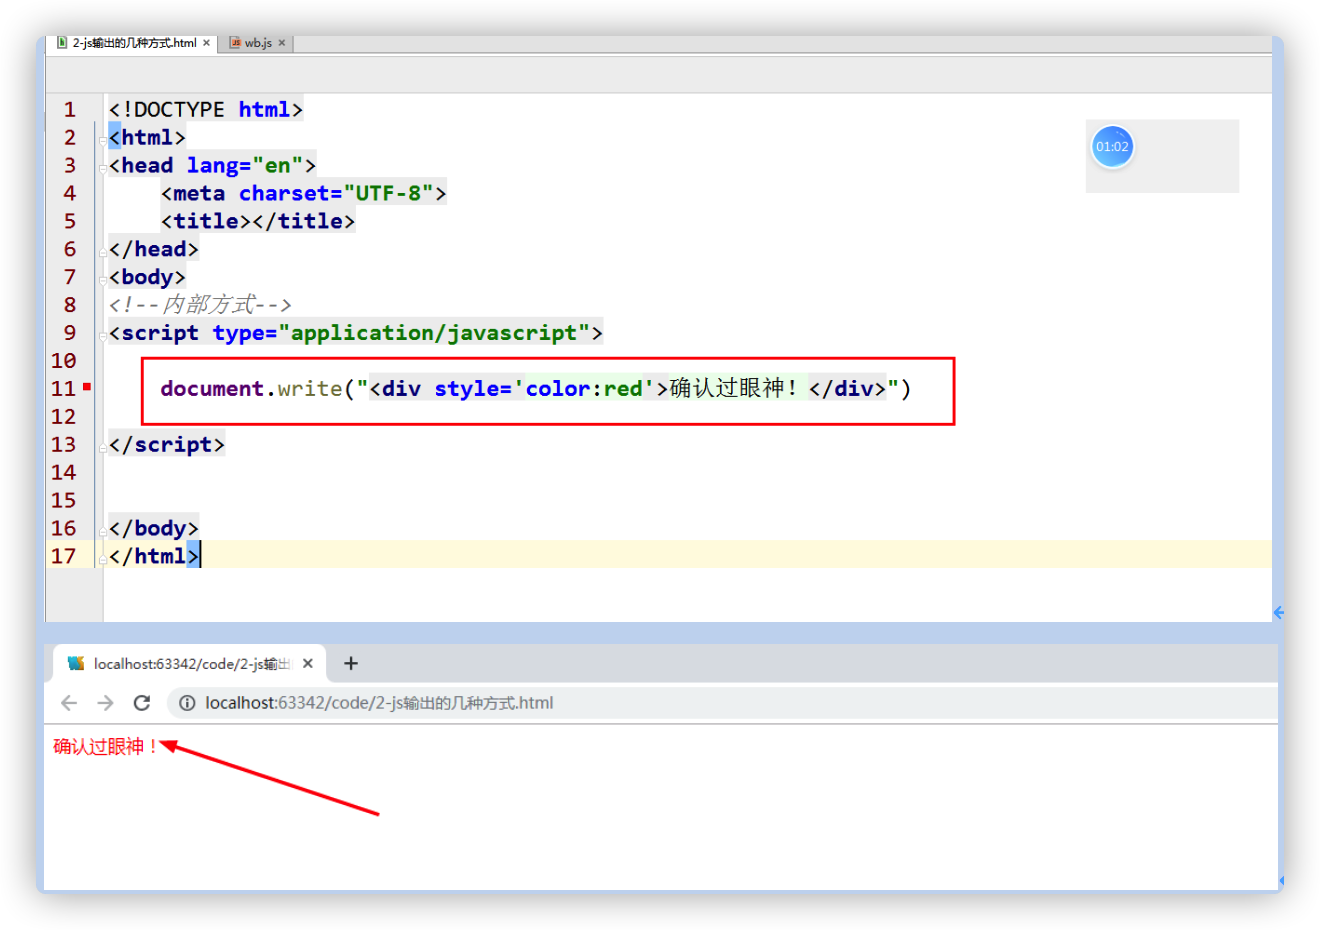 2-js输出的几种方式.html × wb.js ×
1 <!DOCTYPE html>
2 <html>
3 <head lang="en">
4 <meta charset="UTF-8">
5 <title></title>
6 </head>
7 <body>
8 <!--内部方式-->
9 <script type="application/javascript">
10
11 document.write("<div style='color:red'>确认过眼神！</div>")
12
13 </script>
14
15
16 </body>
17 </html>
01:02
localhost:63342/code/2-js输出 × +
localhost:63342/code/2-js输出的几种方式.html
确认过眼神！